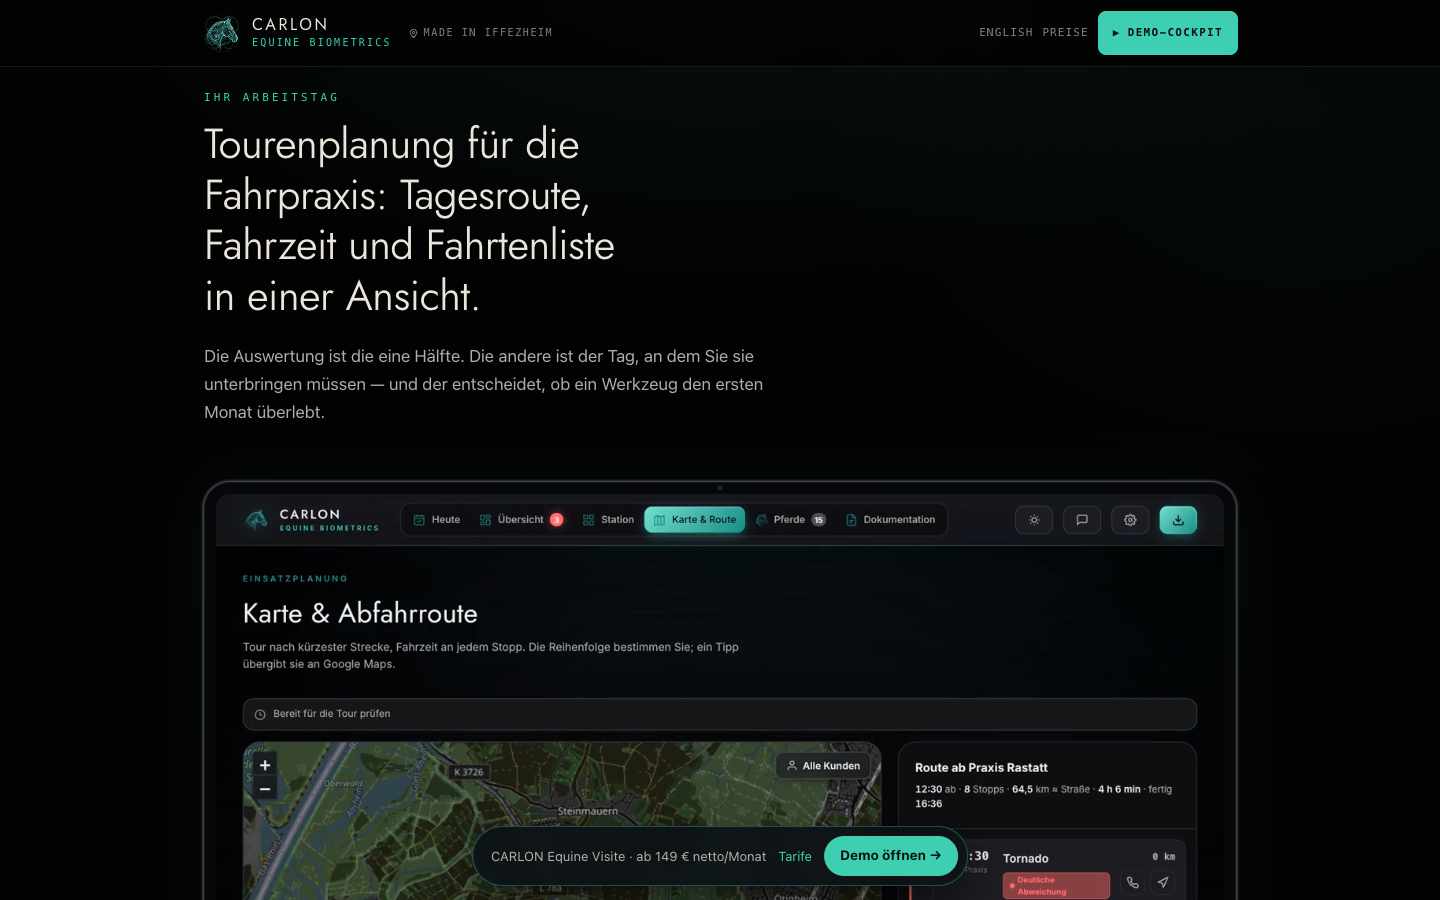 CARLON
EQUINE BIOMETRICS
MADE IN IFFEZHEIM
ENGLISH PREISE
▶ DEMO-COCKPIT
IHR ARBEITSTAG
Tourenplanung für die
Fahrpraxis: Tagesroute,
Fahrzeit und Fahrtenliste
in einer Ansicht.
Die Auswertung ist die eine Hälfte. Die andere ist der Tag, an dem Sie sie
unterbringen müssen — und der entscheidet, ob ein Werkzeug den ersten
Monat überlebt.
CARLON
EQUINE BIOMETRICS
Heute
Übersicht 3
Station
Karte & Route
Pferde 15
Dokumentation
EINSATZPLANUNG
Karte & Abfahrroute
Tour nach kürzester Strecke, Fahrzeit an jedem Stopp. Die Reihenfolge bestimmen Sie; ein Tipp
übergibt sie an Google Maps.
Bereit für die Tour prüfen
+
−
K 3726
Alle Kunden
Oberwald
Steinmauern
Route ab Praxis Rastatt
12:30 ab · 8 Stopps · 64,5 km ≈ Straße · 4 h 6 min · fertig
16:36
CARLON Equine Visite · ab 149 € netto/Monat
Tarife
Demo öffnen →
:30
Praxis
Tornado
0 km
Deutliche
Abweichung
Ötigheim